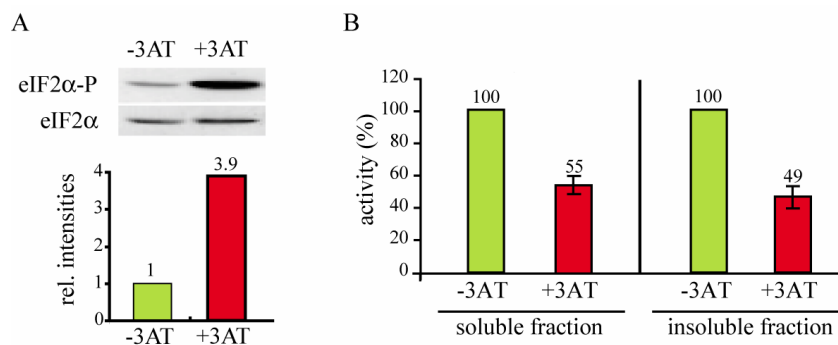 A
-3AT +3AT
eIF2α-P
eIF2α
rel. intensities
4
3
2
1
0
1
3.9
-3AT +3AT
B
activity (%)
120
100
80
60
40
20
0
100
55
100
49
-3AT +3AT -3AT +3AT
soluble fraction insoluble fraction